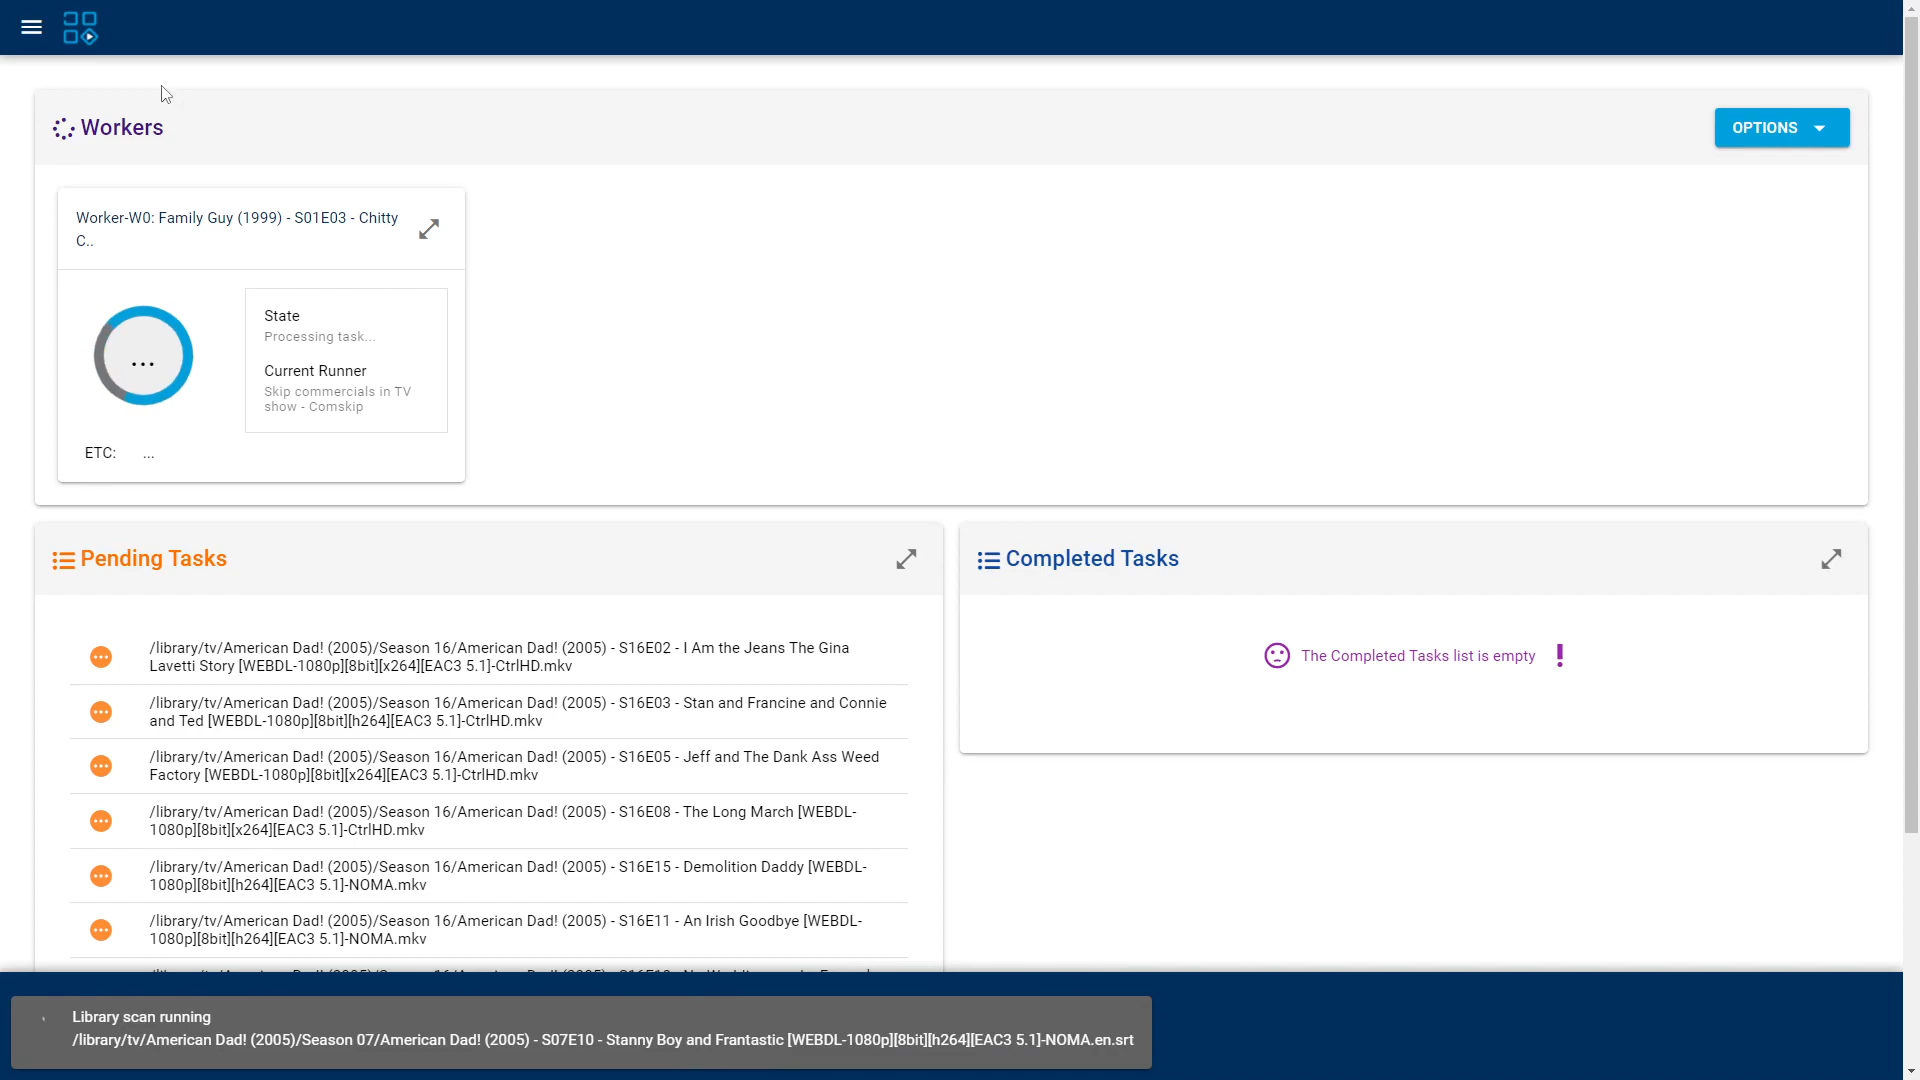 Workers
OPTIONS
Worker-W0: Family Guy (1999) - S01E03 - Chitty
C..
...
State
Processing task...
Current Runner
Skip commercials in TV
show - Comskip
ETC: ...
Pending Tasks
/library/tv/American Dad! (2005)/Season 16/American Dad! (2005) - S16E02 - I Am the Jeans The Gina
Lavetti Story [WEBDL-1080p][8bit][x264][EAC3 5.1]-CtrlHD.mkv
/library/tv/American Dad! (2005)/Season 16/American Dad! (2005) - S16E03 - Stan and Francine and Connie
and Ted [WEBDL-1080p][8bit][h264][EAC3 5.1]-CtrlHD.mkv
/library/tv/American Dad! (2005)/Season 16/American Dad! (2005) - S16E05 - Jeff and The Dank Ass Weed
Factory [WEBDL-1080p][8bit][x264][EAC3 5.1]-CtrlHD.mkv
/library/tv/American Dad! (2005)/Season 16/American Dad! (2005) - S16E08 - The Long March [WEBDL-
1080p][8bit][x264][EAC3 5.1]-CtrlHD.mkv
/library/tv/American Dad! (2005)/Season 16/American Dad! (2005) - S16E15 - Demolition Daddy [WEBDL-
1080p][8bit][h264][EAC3 5.1]-NOMA.mkv
/library/tv/American Dad! (2005)/Season 16/American Dad! (2005) - S16E11 - An Irish Goodbye [WEBDL-
1080p][8bit][h264][EAC3 5.1]-NOMA.mkv
Completed Tasks
The Completed Tasks list is empty
Library scan running
/library/tv/American Dad! (2005)/Season 07/American Dad! (2005) - S07E10 - Stanny Boy and Frantastic [WEBDL-1080p][8bit][h264][EAC3 5.1]-NOMA.en.srt